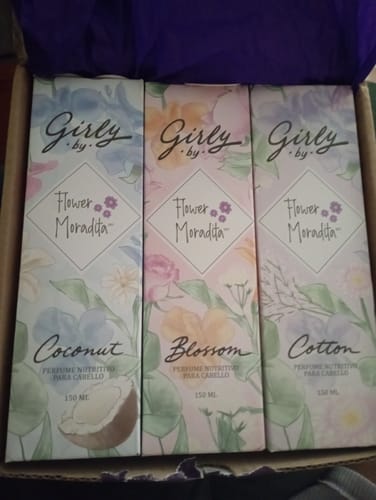 Girly
·by·
Flower
Moradita
Coconut
PERFUME NUTRITIVO
PARA CABELLO
150 ML
Girly
·by·
Flower
Moradita
Blossom
PERFUME NUTRITIVO
PARA CABELLO
150 ML
Girly
·by·
Flower
Moradita
Cotton
PERFUME NUTRITIVO
PARA CABELLO
150 ML